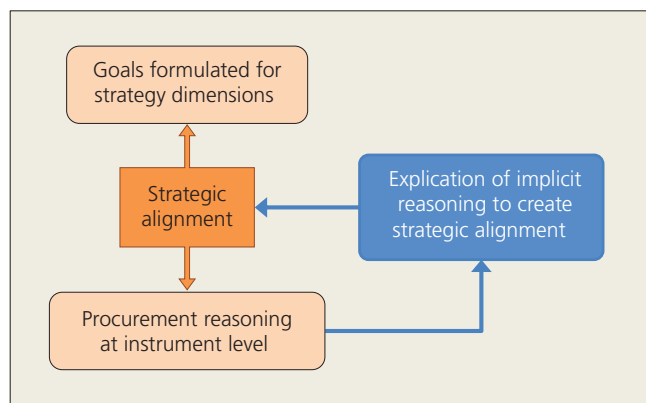 Goals formulated for
strategy dimensions
Strategic
alignment
Explication of implicit
reasoning to create
strategic alignment
Procurement reasoning
at instrument level